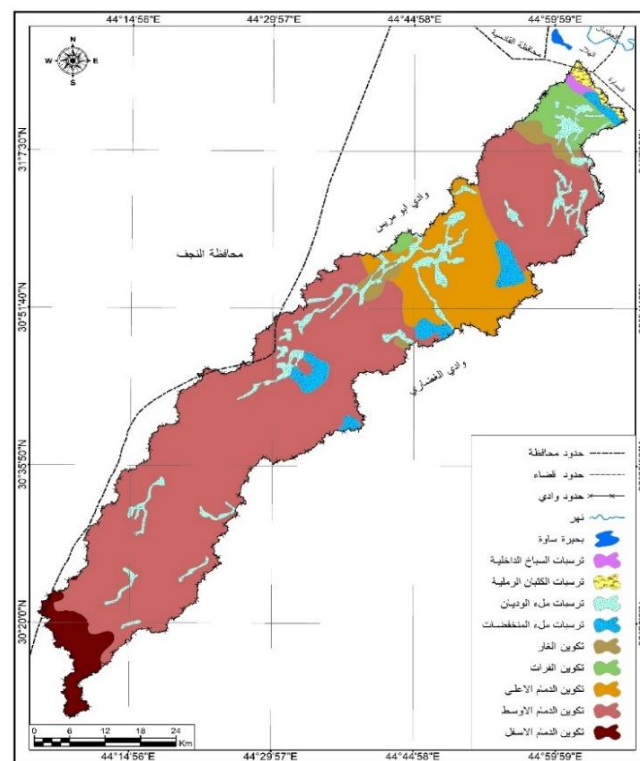 44°14'56"E 44°29'57"E 44°44'58"E 44°59'59"E
N
W E
S
محافظة القادسية
السماوة
31°7'30"N
وادي ابو مريس
محافظة النجف
30°51'40"N
وادي الغضاري
30°35'50"N
30°20'0"N
حدود محافظة
حدود قضاء
حدود وادي
نهر
بحيرة ساوة
ترسبات السباخ الداخلية
ترسبات الكثبان الرملية
ترسبات ملء الوديان
ترسبات ملء المنخفضات
تكوين الغار
تكوين الفرات
تكوين الدمام الاعلى
تكوين الدمام الاوسط
تكوين الدمام الاسفل
0 3 6 12 18 24
Km
44°14'56"E 44°29'57"E 44°44'58"E 44°59'59"E